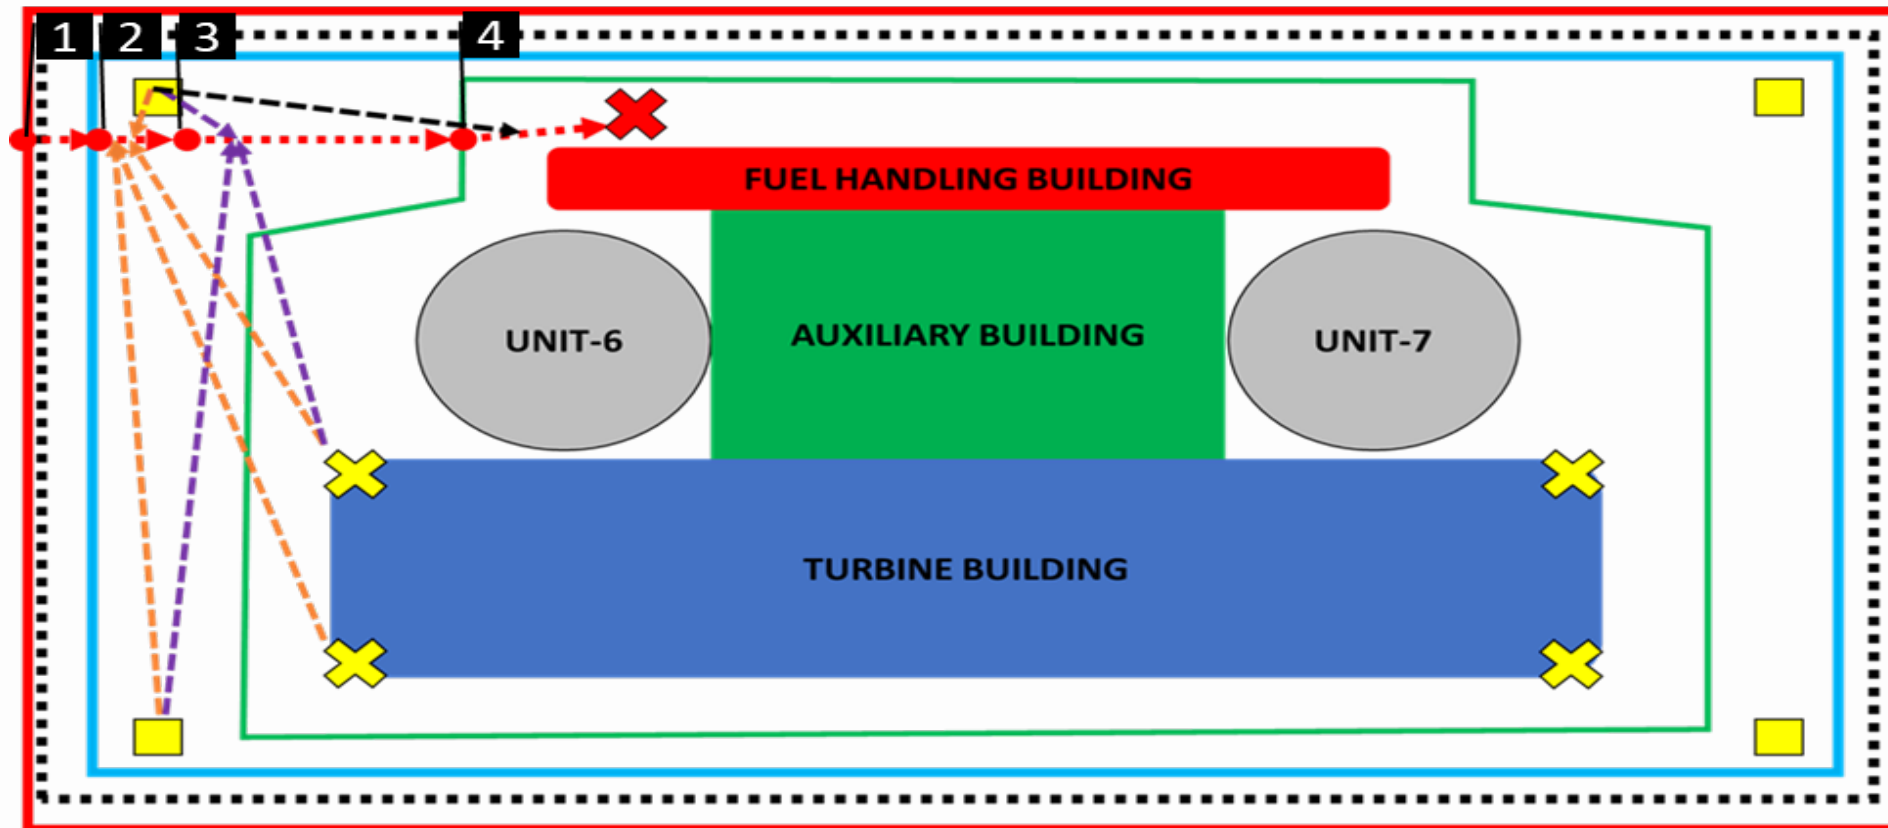 1 2 3 4
FUEL HANDLING BUILDING
UNIT-6
AUXILIARY BUILDING
UNIT-7
TURBINE BUILDING